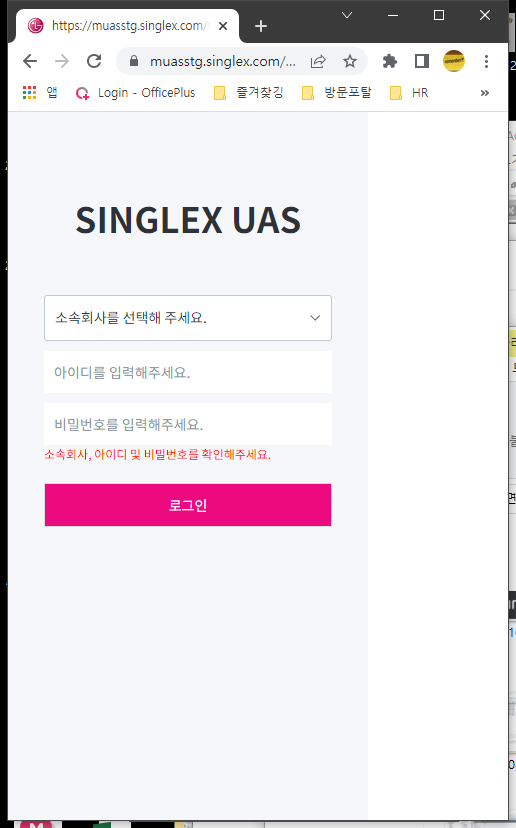 https://muasstg.singlex.com/
muasstg.singlex.com/...
앱 Login - OfficePlus 즐겨찾깅 방문포탈 HR »
SINGLEX UAS
소속회사를 선택해 주세요.
아이디를 입력해주세요.
비밀번호를 입력해주세요.
소속회사, 아이디 및 비밀번호를 확인해주세요.
로그인